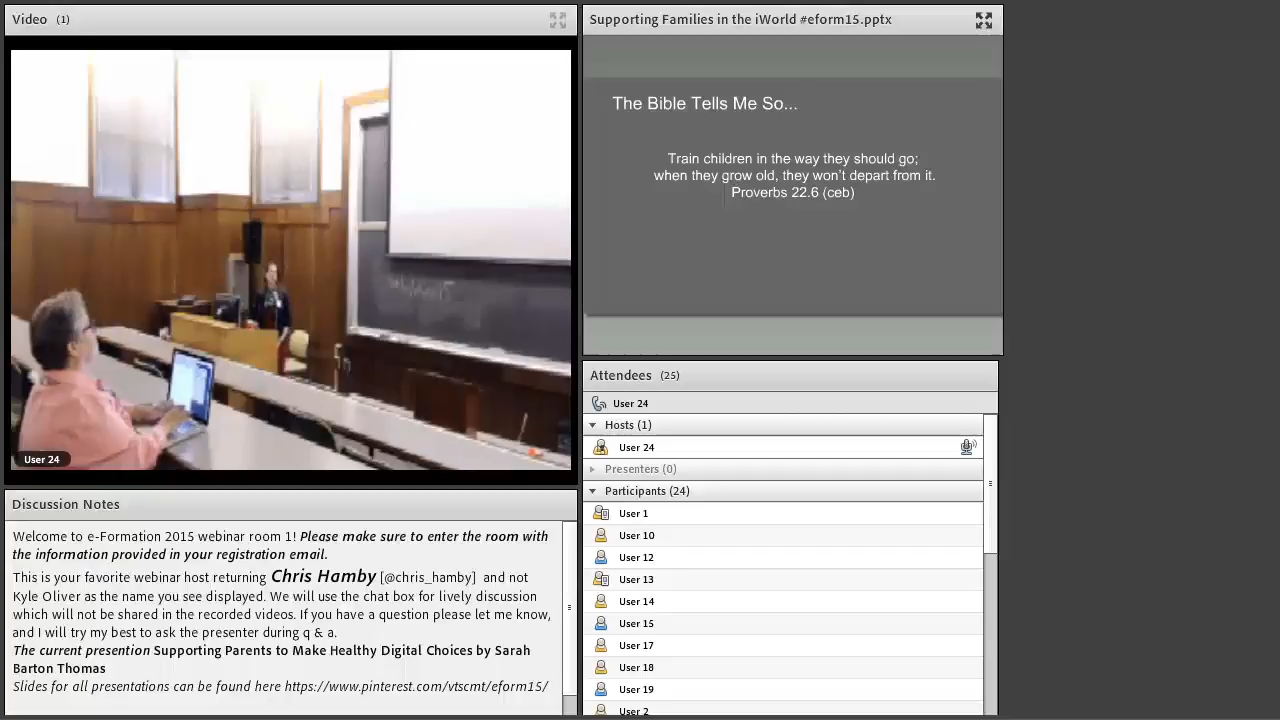 Video (1)
User 24
Supporting Families in the iWorld #eform15.pptx
The Bible Tells Me So...
Train children in the way they should go;
when they grow old, they won't depart from it.
Proverbs 22.6 (ceb)
Attendees (25)
User 24
Hosts (1)
User 24
Presenters (0)
Participants (24)
User 1
User 10
User 12
User 13
User 14
User 15
User 17
User 18
User 19
User 2
Discussion Notes
Welcome to e-Formation 2015 webinar room 1! Please make sure to enter the room with
the information provided in your registration email.
This is your favorite webinar host returning Chris Hamby [@chris_hamby] and not
Kyle Oliver as the name you see displayed. We will use the chat box for lively discussion
which will not be shared in the recorded videos. If you have a question please let me know,
and I will try my best to ask the presenter during q & a.
The current presention Supporting Parents to Make Healthy Digital Choices by Sarah
Barton Thomas
Slides for all presentations can be found here https://www.pinterest.com/vtscmt/eform15/